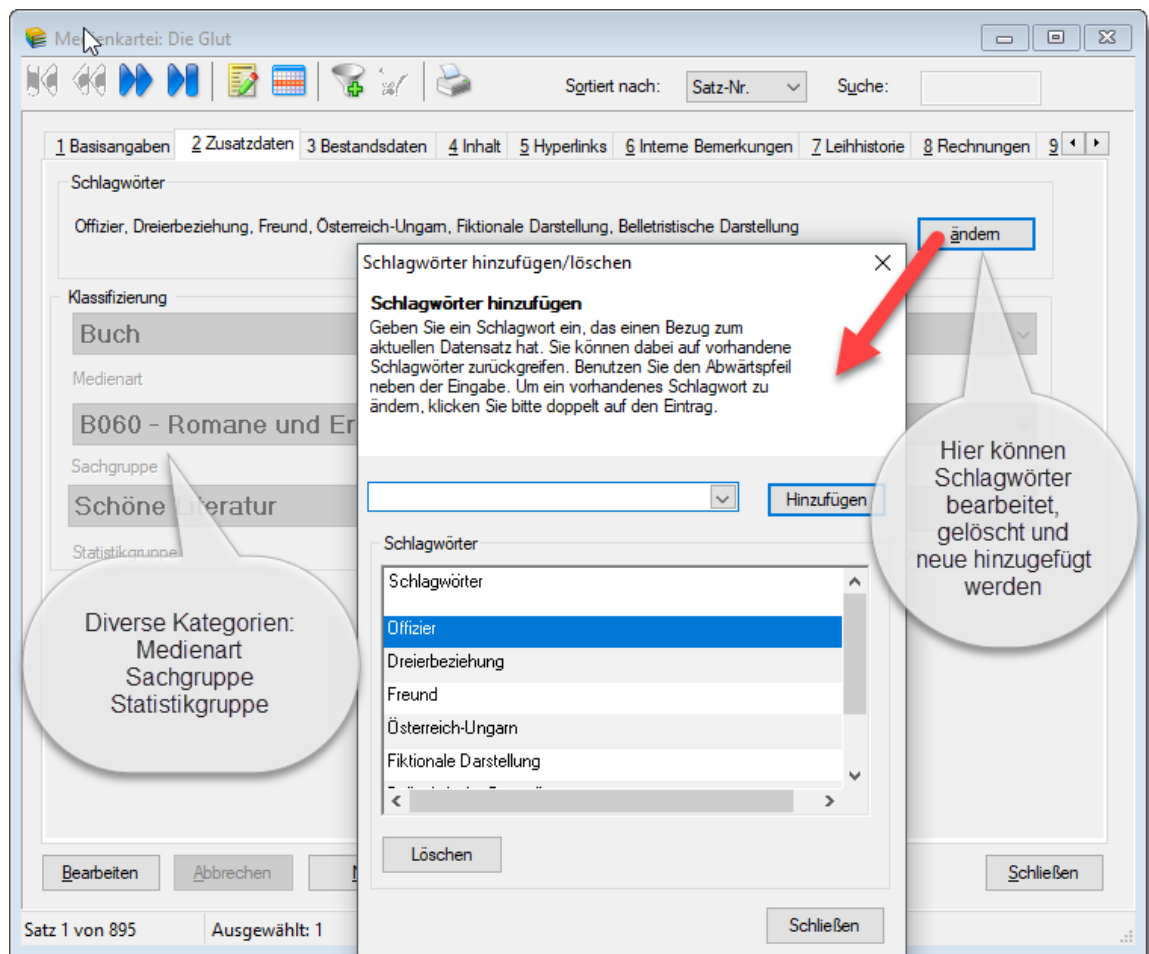 Medienkartei: Die Glut
Sortiert nach: Satz-Nr. Suche:
1 Basisangaben 2 Zusatzdaten 3 Bestandsdaten 4 Inhalt 5 Hyperlinks 6 Interne Bemerkungen 7 Leihhistorie 8 Rechnungen 9
Schlagwörter
Offizier, Dreierbeziehung, Freund, Österreich-Ungarn, Fiktionale Darstellung, Belletristische Darstellung
ändern
Klassifizierung
Buch
Medienart
B060 - Romane und Er
Sachgruppe
Schöne Literatur
Statistikgruppe
Diverse Kategorien:
Medienart
Sachgruppe
Statistikgruppe
Schlagwörter hinzufügen/löschen
Schlagwörter hinzufügen
Geben Sie ein Schlagwort ein, das einen Bezug zum
aktuellen Datensatz hat. Sie können dabei auf vorhandene
Schlagwörter zurückgreifen. Benutzen Sie den Abwärtspfeil
neben der Eingabe. Um ein vorhandenes Schlagwort zu
ändern, klicken Sie bitte doppelt auf den Eintrag.
Hinzufügen
Schlagwörter
Schlagwörter
Offizier
Dreierbeziehung
Freund
Österreich-Ungarn
Fiktionale Darstellung
Löschen
Schließen
Hier können
Schlagwörter
bearbeitet,
gelöscht und
neue hinzugefügt
werden
Bearbeiten Abbrechen Schließen
Satz 1 von 895 Ausgewählt: 1